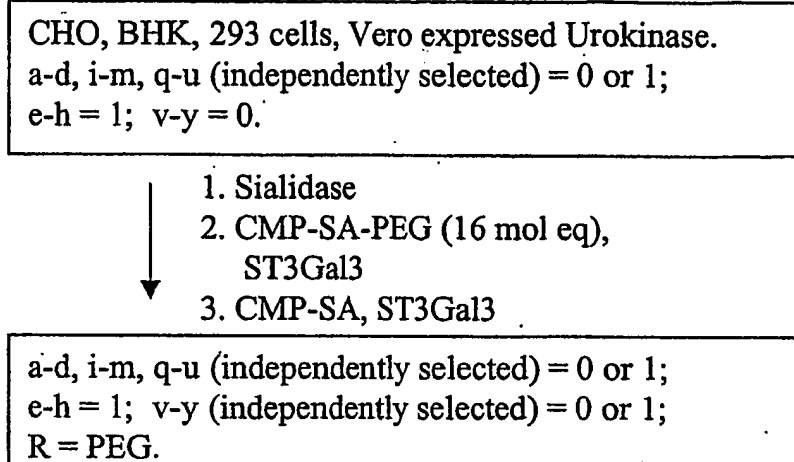 CHO, BHK, 293 cells, Vero expressed Urokinase.
a-d, i-m, q-u (independently selected) = 0 or 1;
e-h = 1; v-y = 0.
1. Sialidase
2. CMP-SA-PEG (16 mol eq),
ST3Gal3
3. CMP-SA, ST3Gal3
a-d, i-m, q-u (independently selected) = 0 or 1;
e-h = 1; v-y (independently selected) = 0 or 1;
R = PEG.